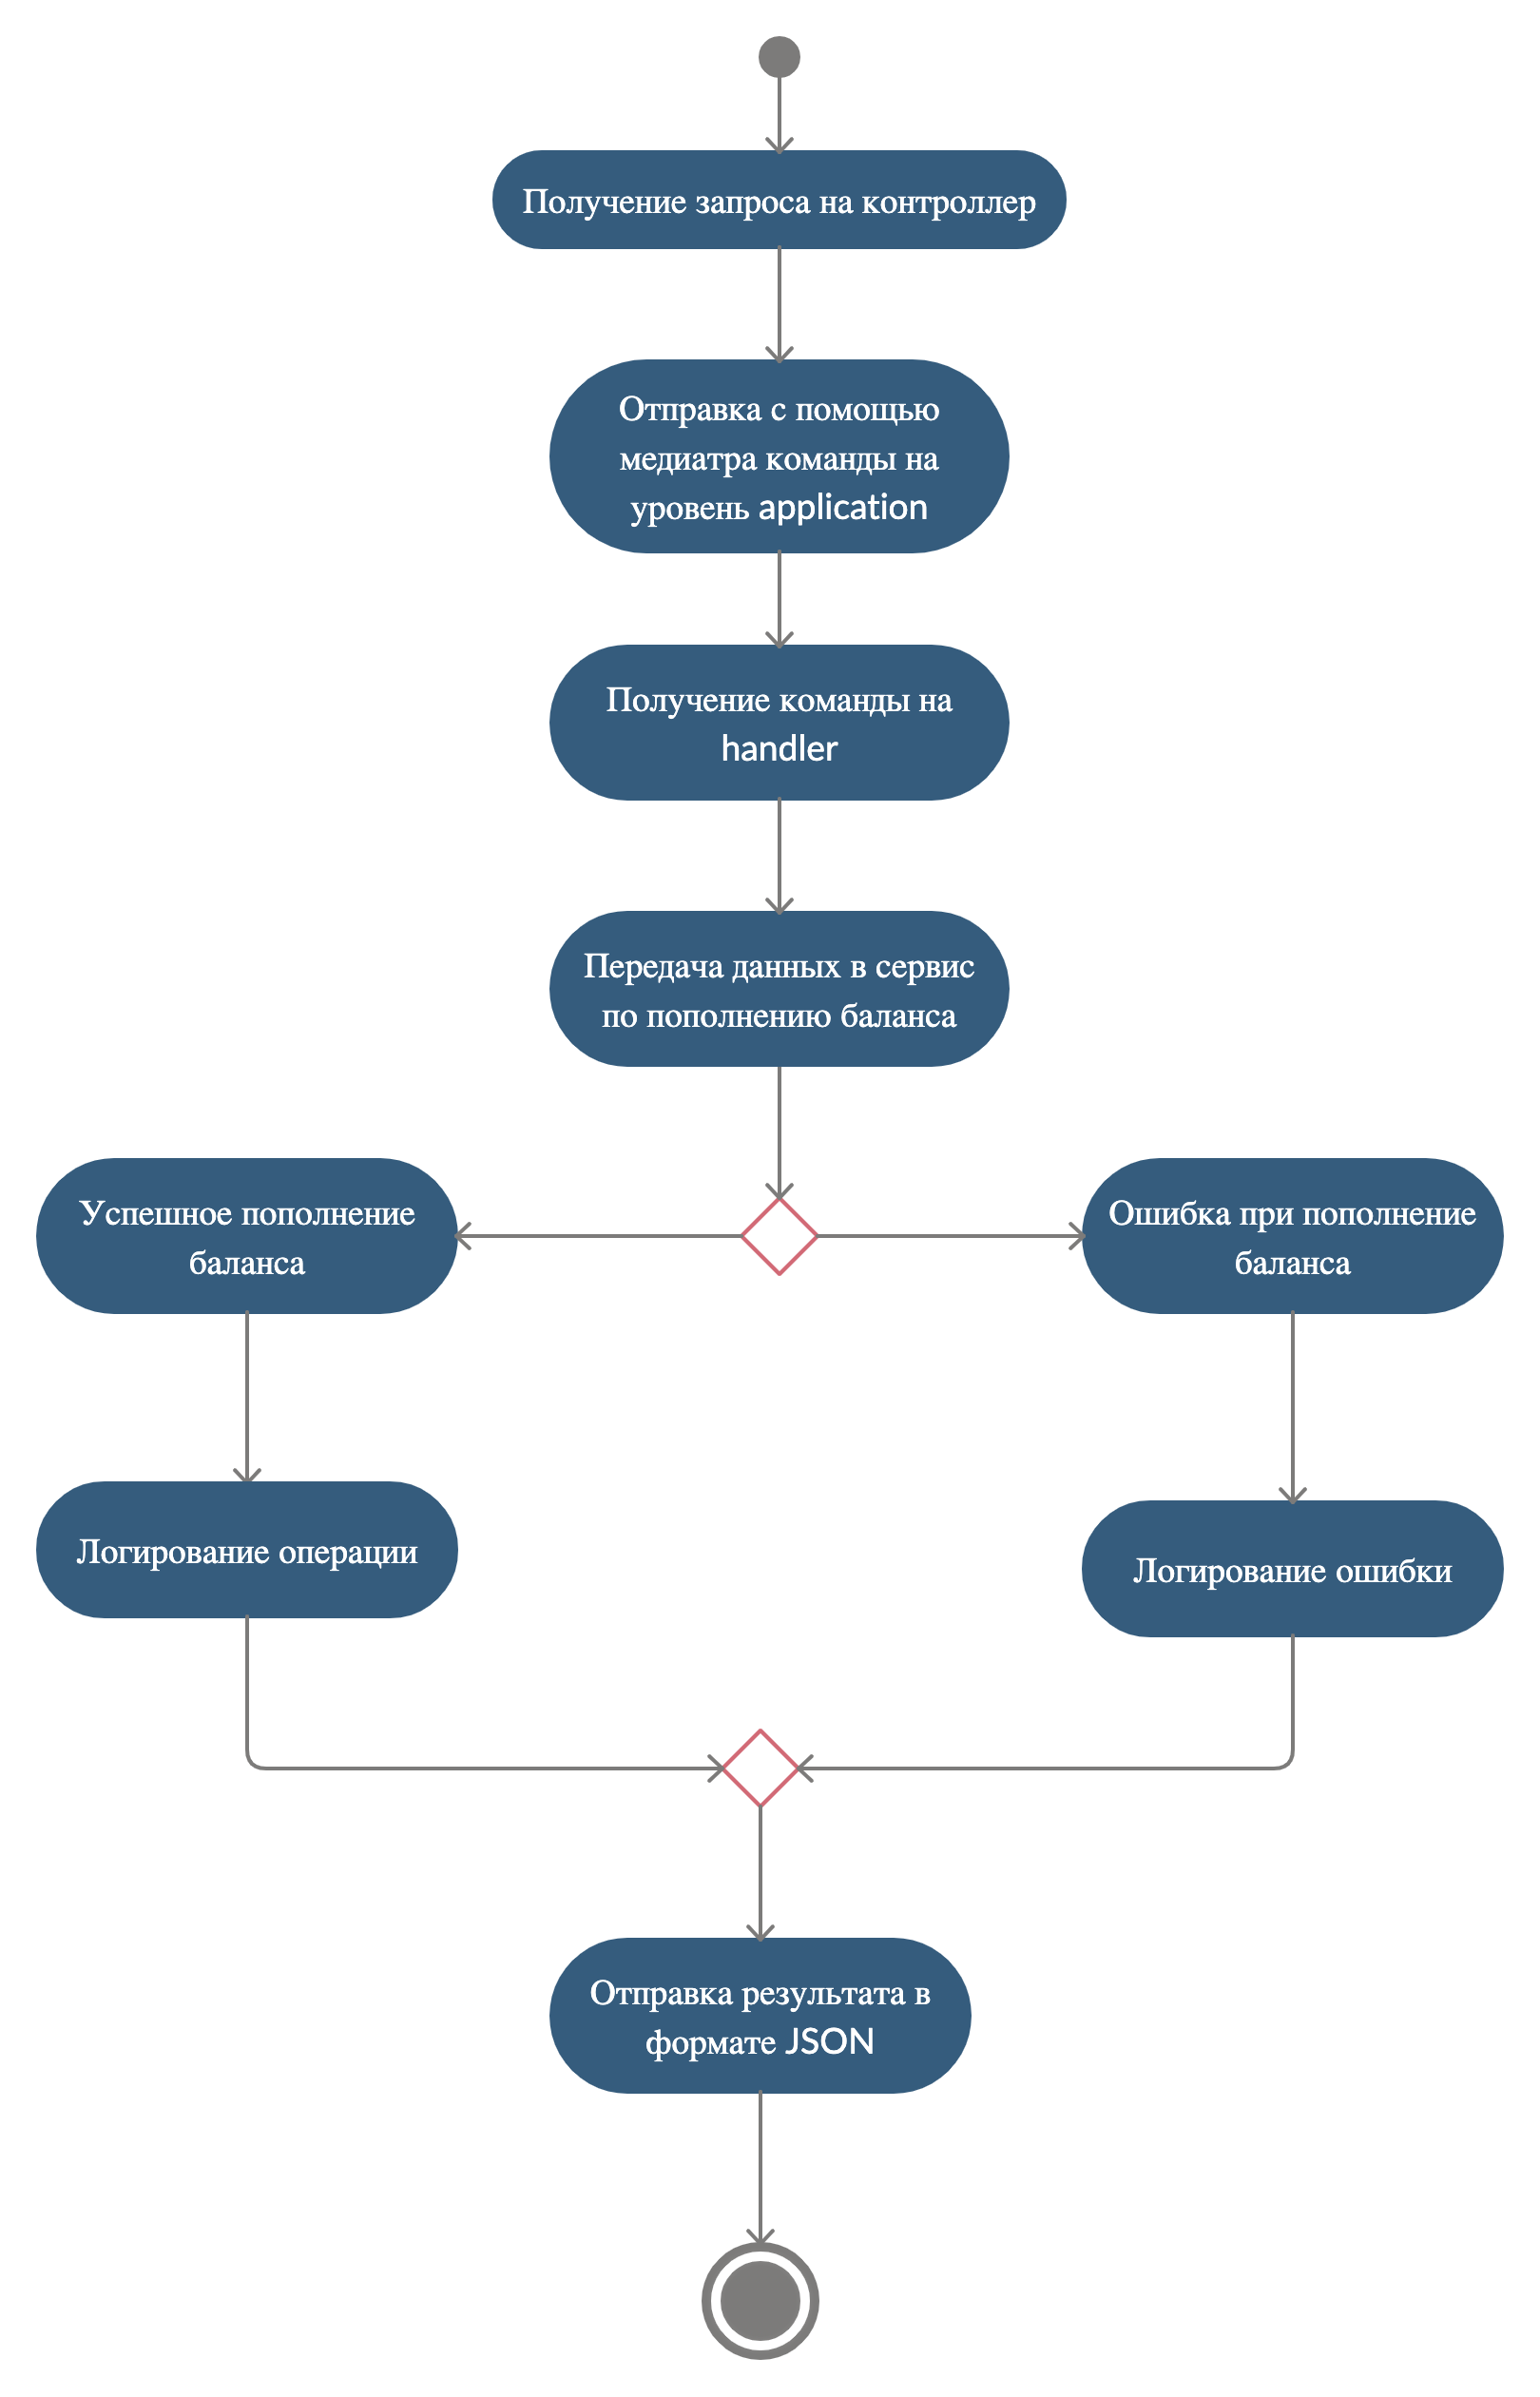 Получение запроса на контроллер
Отправка с помощью
медиатра команды на
уровень application
Получение команды на
handler
Передача данных в сервис
по пополнению баланса
Успешное пополнение
баланса
Ошибка при пополнение
баланса
Логирование операции
Логирование ошибки
Отправка результата в
формате JSON